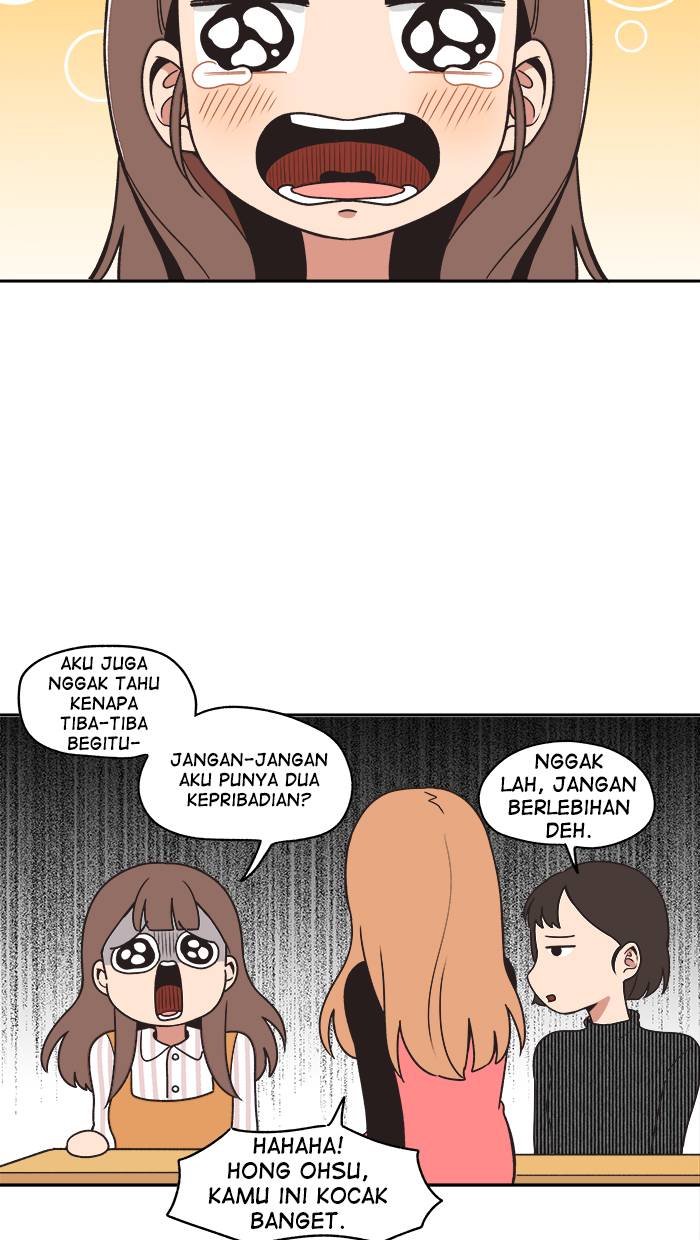 AKU JUGA
NGGAK TAHU
KENAPA
TIBA-TIBA
BEGITU-
JANGAN-JANGAN
AKU PUNYA DUA
KEPRIBADIAN?
NGGAK
LAH, JANGAN
BERLEBIHAN
DEH.
HAHAHA!
HONG OHSU,
KAMU INI KOCAK
BANGET.